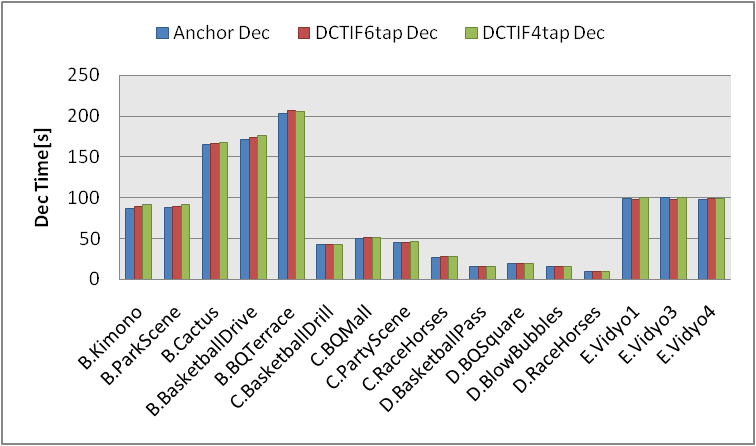 Anchor Dec DCTIF6tap Dec DCTIF4tap Dec
Dec Time[s]
250
200
150
100
50
0
B.Kimono
B.ParkScene
B.Cactus
B.BasketballDrive
B.BQTerrace
C.BasketballDrill
C.BQMall
C.PartyScene
C.RaceHorses
D.BasketballPass
D.BQSquare
D.BlowBubbles
D.RaceHorses
E.Vidyo1
E.Vidyo3
E.Vidyo4